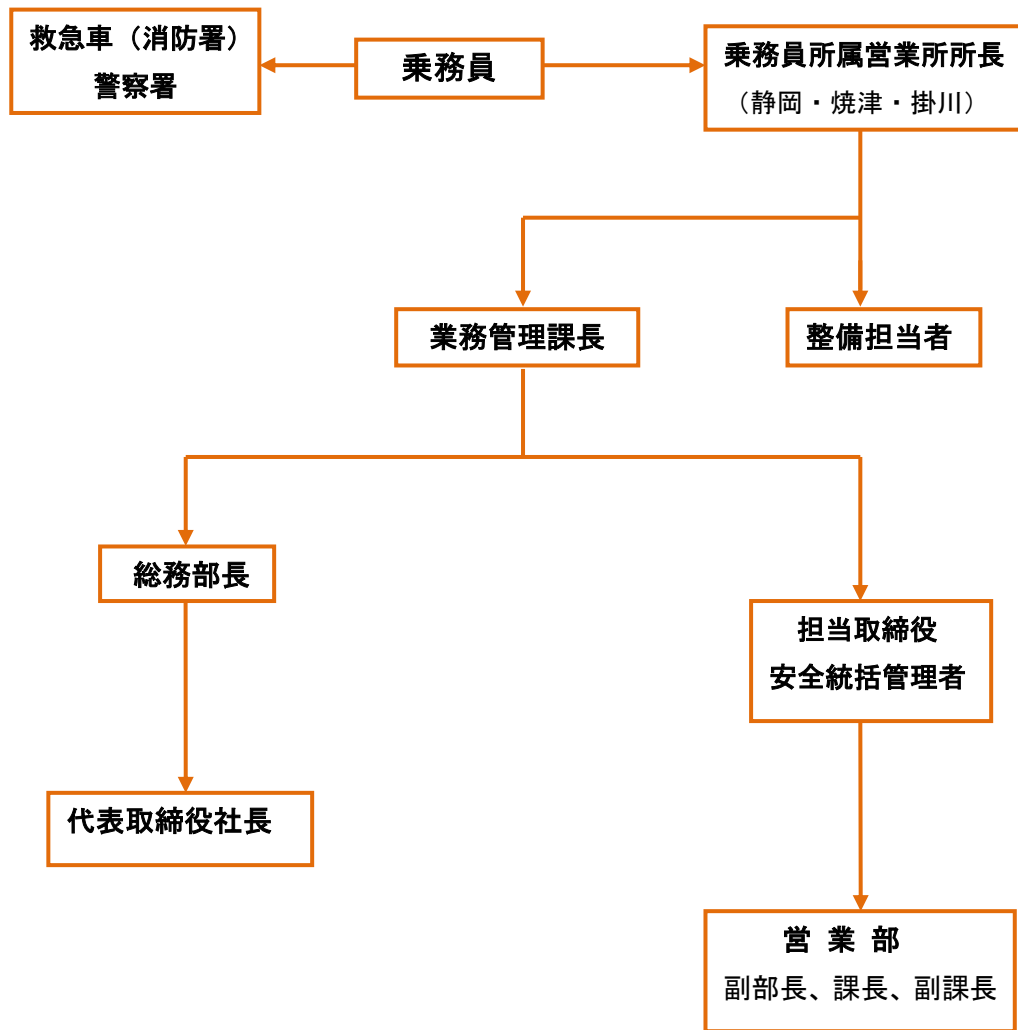 救急車（消防署）
警察署
乗務員
乗務員所属営業所所長
（静岡・焼津・掛川）
業務管理課長
整備担当者
総務部長
担当取締役
安全統括管理者
代表取締役社長
営 業 部
副部長、課長、副課長